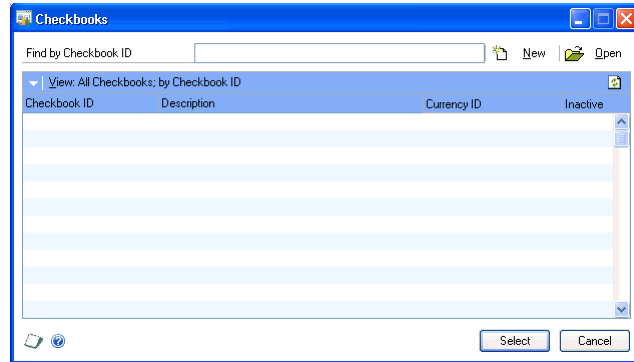 Checkbooks
Find by Checkbook ID New Open
View: All Checkbooks; by Checkbook ID
Checkbook ID Description Currency ID Inactive
Select Cancel